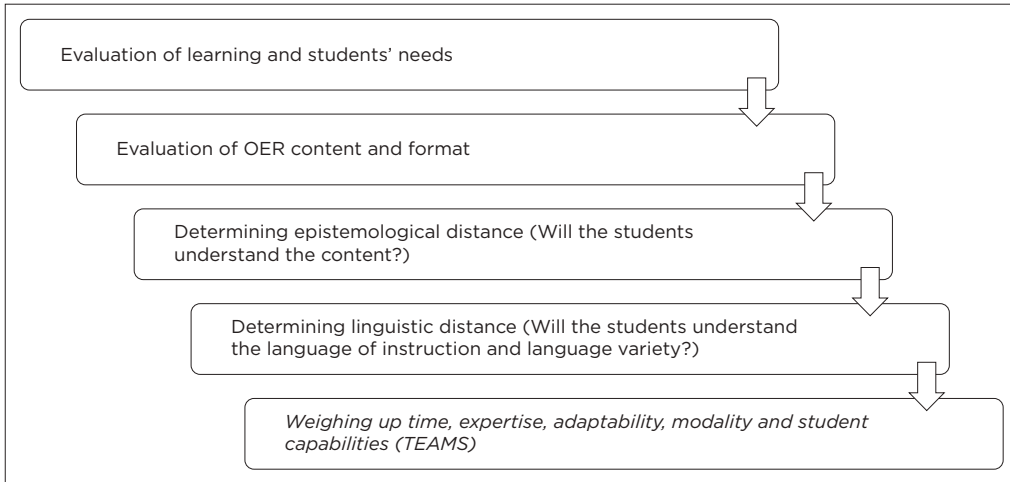 Evaluation of learning and students’ needs
Evaluation of OER content and format
Determining epistemological distance (Will the students
understand the content?)
Determining linguistic distance (Will the students understand
the language of instruction and language variety?)
Weighing up time, expertise, adaptability, modality and student
capabilities (TEAMS)